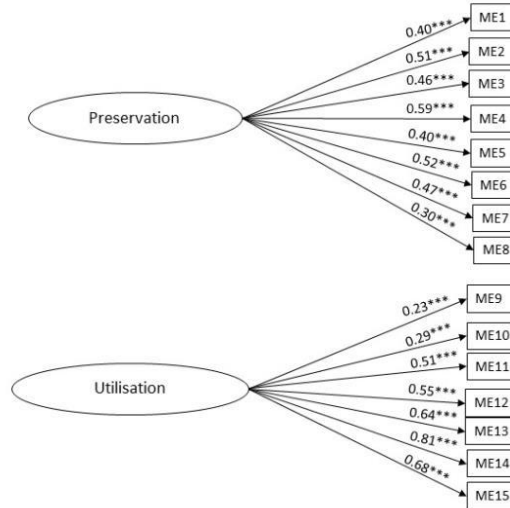 0.40***
ME1
0.51***
ME2
0.46***
ME3
Preservation
0.59***
ME4
0.40***
ME5
0.52***
ME6
0.47***
ME7
0.30***
ME8
0.23***
ME9
0.29***
ME10
0.51***
ME11
Utilisation
0.55***
ME12
0.64***
ME13
0.81***
ME14
0.68***
ME15